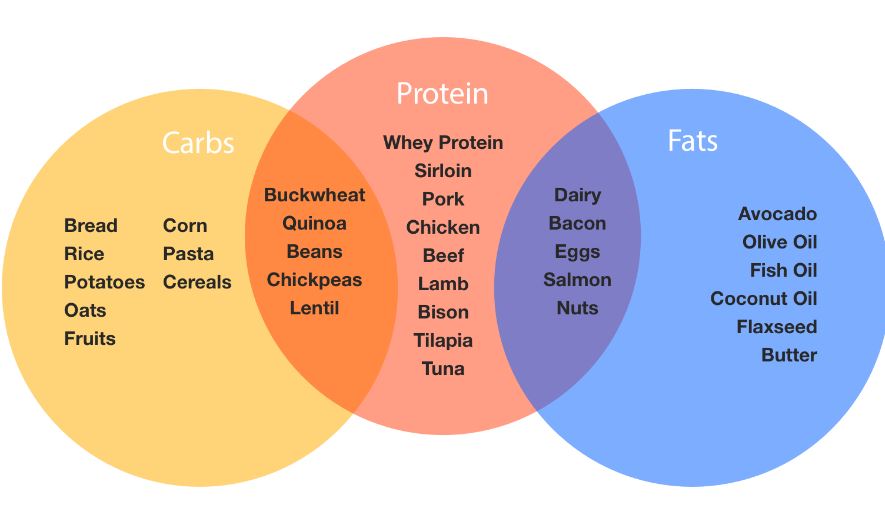 Carbs
Bread
Rice
Potatoes
Oats
Fruits
Corn
Pasta
Cereals
Buckwheat
Quinoa
Beans
Chickpeas
Lentil
Protein
Whey Protein
Sirloin
Pork
Chicken
Beef
Lamb
Bison
Tilapia
Tuna
Dairy
Bacon
Eggs
Salmon
Nuts
Fats
Avocado
Olive Oil
Fish Oil
Coconut Oil
Flaxseed
Butter